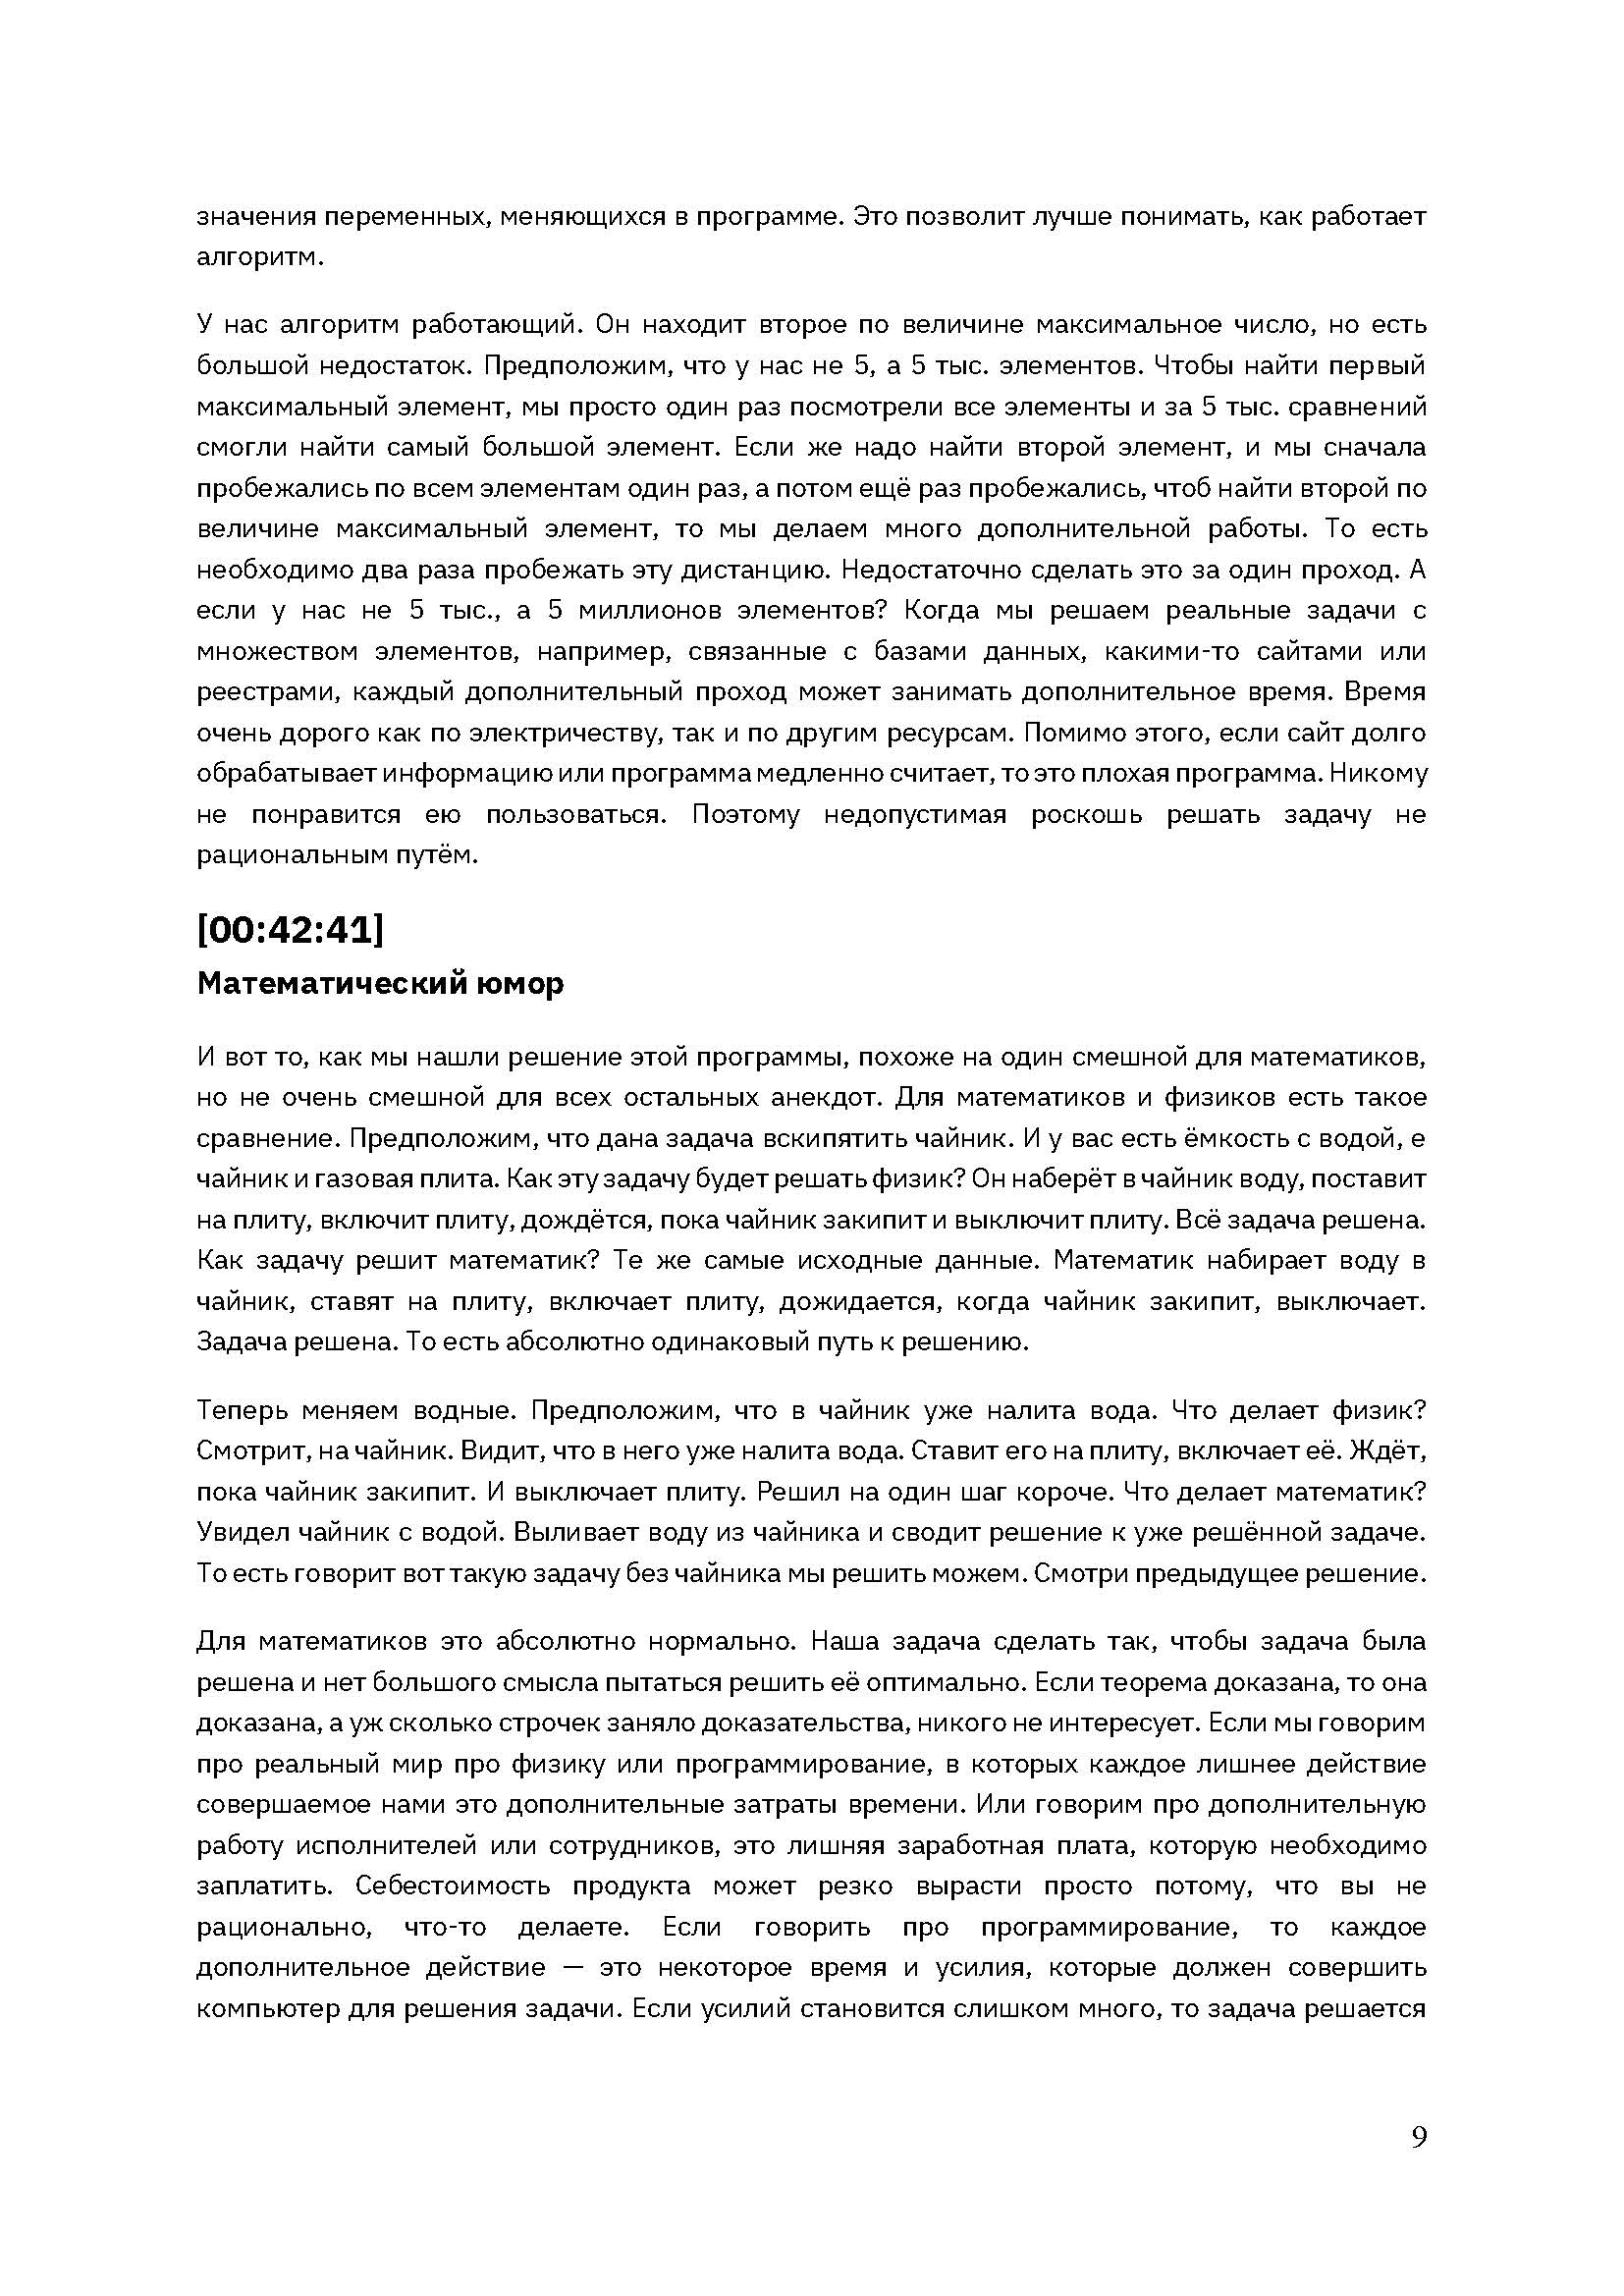 значения переменных, меняющихся в программе. Это позволит лучше понимать, как работает
алгоритм.
У нас алгоритм работающий. Он находит второе по величине максимальное число, но есть
большой недостаток. Предположим, что у нас не 5, а 5 тыс. элементов. Чтобы найти первый
максимальный элемент, мы просто один раз посмотрели все элементы и за 5 тыс. сравнений
смогли найти самый большой элемент. Если же надо найти второй элемент, и мы сначала
пробежались по всем элементам один раз, а потом ещё раз пробежались, чтоб найти второй по
величине максимальный элемент, то мы делаем много дополнительной работы. То есть
необходимо два раза пробежать эту дистанцию. Недостаточно сделать это за один проход. А
если у нас не 5 тыс., а 5 миллионов элементов? Когда мы решаем реальные задачи с
множеством элементов, например, связанные с базами данных, какими-то сайтами или
реестрами, каждый дополнительный проход может занимать дополнительное время. Время
очень дорого как по электричеству, так и по другим ресурсам. Помимо этого, если сайт долго
обрабатывает информацию или программа медленно считает, то это плохая программа. Никому
не понравится ею пользоваться. Поэтому недопустимая роскошь решать задачу не
рациональным путём.
[00:42:41]
Математический юмор
И вот то, как мы нашли решение этой программы, похоже на один смешной для математиков,
но не очень смешной для всех остальных анекдот. Для математиков и физиков есть такое
сравнение. Предположим, что дана задача вскипятить чайник. И у вас есть ёмкость с водой, е
чайник и газовая плита. Как эту задачу будет решать физик? Он наберёт в чайник воду, поставит
на плиту, включит плиту, дождётся, пока чайник закипит и выключит плиту. Всё задача решена.
Как задачу решит математик? Те же самые исходные данные. Математик набирает воду в
чайник, ставят на плиту, включает плиту, дожидается, когда чайник закипит, выключает.
Задача решена. То есть абсолютно одинаковый путь к решению.
Теперь меняем водные. Предположим, что в чайник уже налита вода. Что делает физик?
Смотрит, на чайник. Видит, что в него уже налита вода. Ставит его на плиту, включает её. Ждёт,
пока чайник закипит. И выключает плиту. Решил на один шаг короче. Что делает математик?
Увидел чайник с водой. Выливает воду из чайника и сводит решение к уже решённой задаче.
То есть говорит вот такую задачу без чайника мы решить можем. Смотри предыдущее решение.
Для математиков это абсолютно нормально. Наша задача сделать так, чтобы задача была
решена и нет большого смысла пытаться решить её оптимально. Если теорема доказана, то она
доказана, а уж сколько строчек заняло доказательства, никого не интересует. Если мы говорим
про реальный мир про физику или программирование, в которых каждое лишнее действие
совершаемое нами это дополнительные затраты времени. Или говорим про дополнительную
работу исполнителей или сотрудников, это лишняя заработная плата, которую необходимо
заплатить. Себестоимость продукта может резко вырасти просто потому, что вы не
рационально, что-то делаете. Если говорить про программирование, то каждое
дополнительное действие — это некоторое время и усилия, которые должен совершить
компьютер для решения задачи. Если усилий становится слишком много, то задача решается
9